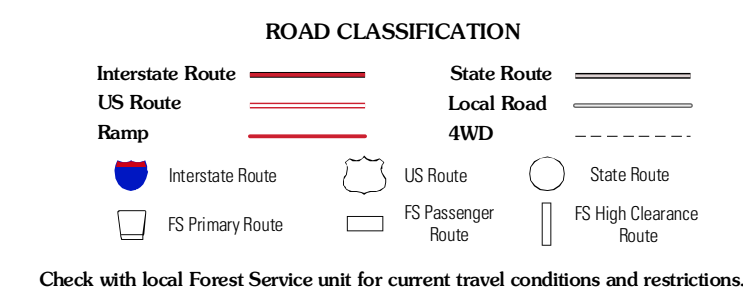 ROAD CLASSIFICATION
Interstate Route
State Route
US Route
Local Road
Ramp
4WD
Interstate Route
US Route
State Route
FS Primary Route
FS Passenger
Route
FS High Clearance
Route
Check with local Forest Service unit for current travel conditions and restrictions.